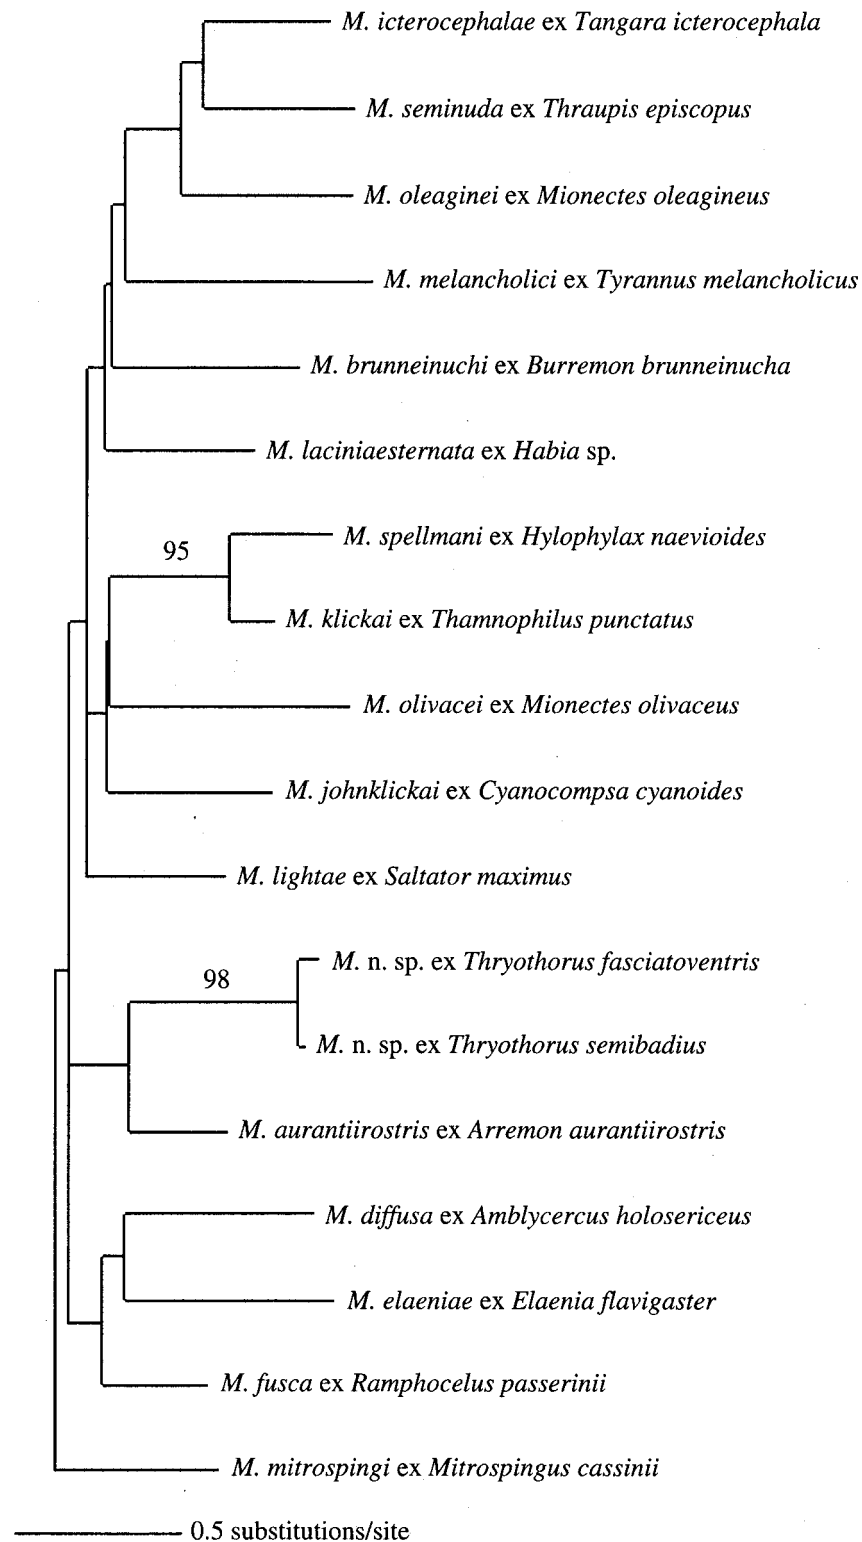 M. icterocephalae ex Tangara icterocephala
M. seminuda ex Thraupis episcopus
M. oleaginei ex Mionectes oleagineus
M. melancholici ex Tyrannus melancholicus
M. brunneinuchi ex Burremon brunneinucha
M. laciniaesternata ex Habia sp.
M. spellmani ex Hylophylax naevioides
95
M. klickai ex Thamnophilus punctatus
M. olivacei ex Mionectes olivaceus
M. johnklickai ex Cyanocompsa cyanoides
M. lightae ex Saltator maximus
M. n. sp. ex Thryothorus fasciatoventris
98
M. n. sp. ex Thryothorus semibadius
M. aurantiirostris ex Arremon aurantiirostris
M. diffusa ex Amblycercus holosericeus
M. elaeniae ex Elaenia flavigaster
M. fusca ex Ramphocelus passerinii
M. mitrospingi ex Mitrospingus cassinii
0.5 substitutions/site